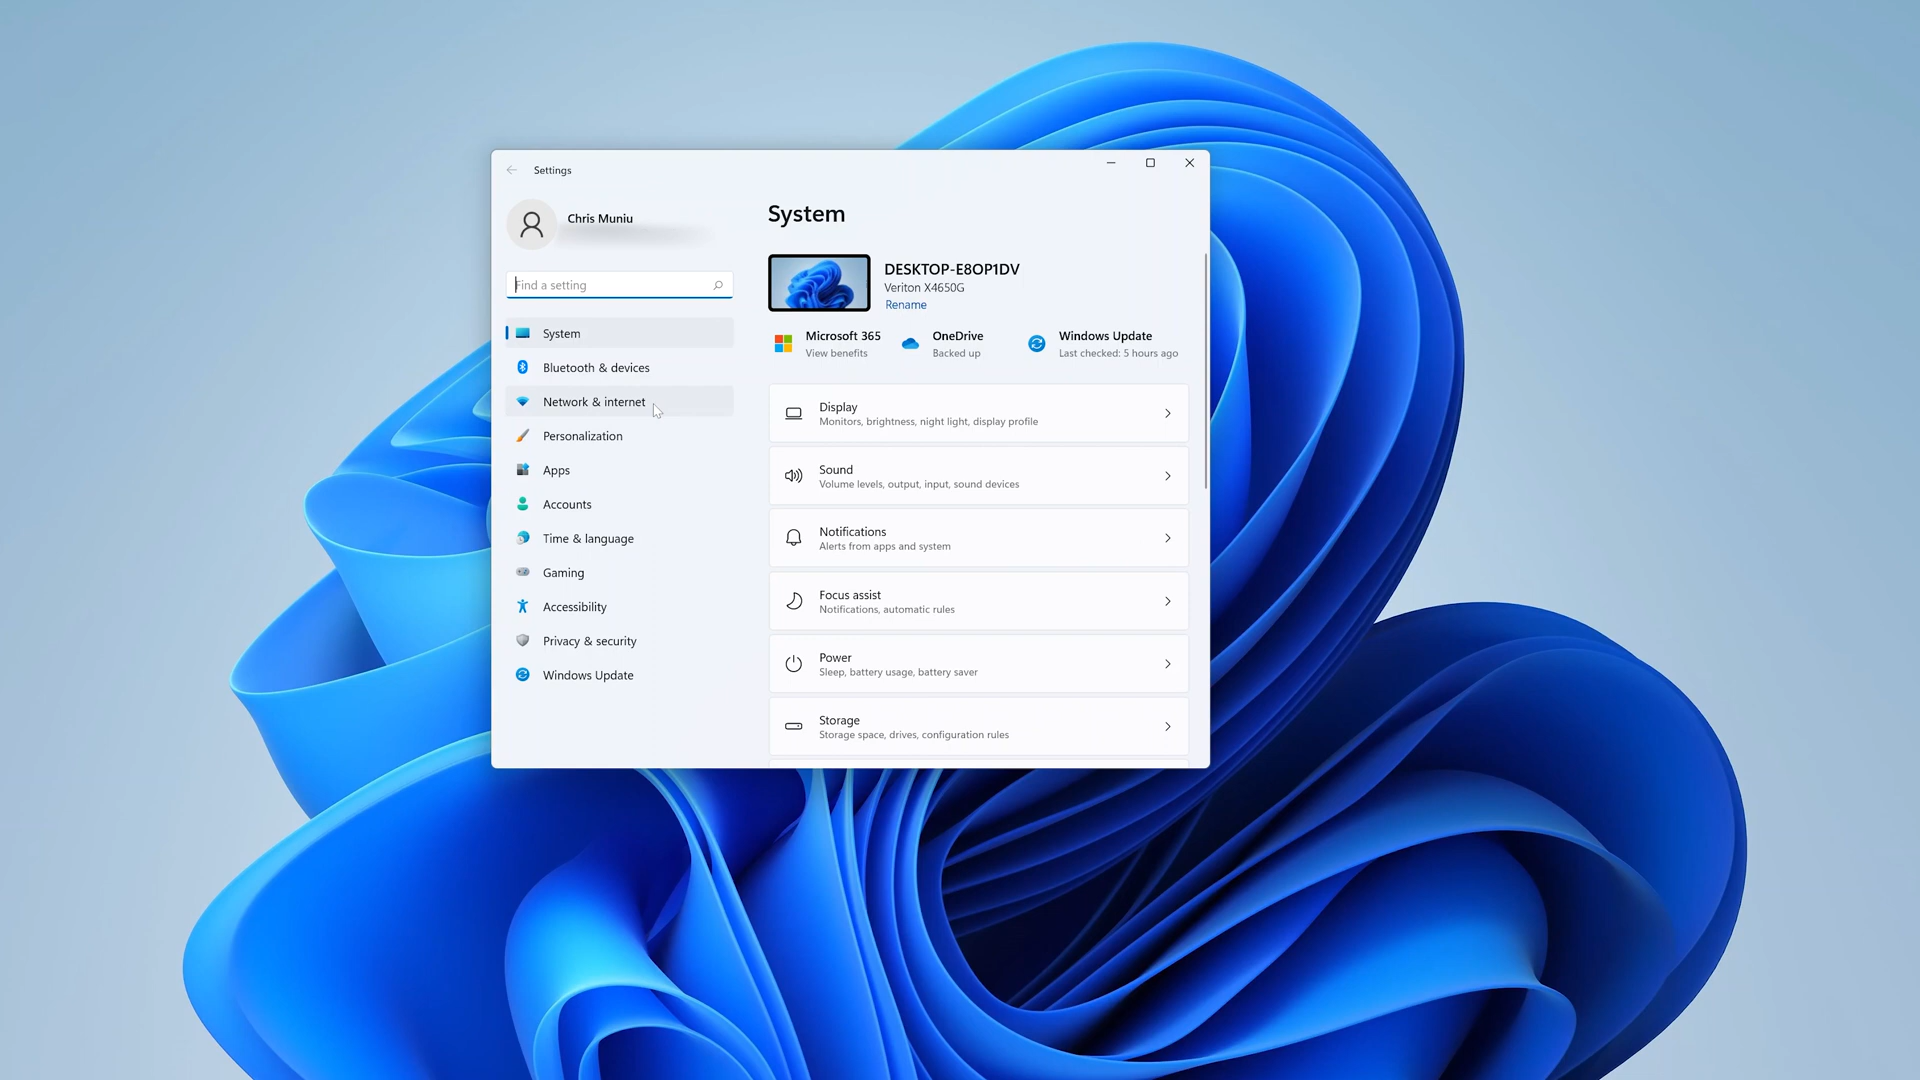 Settings
Chris Muniu
Find a setting
System
Bluetooth & devices
Network & internet
Personalization
Apps
Accounts
Time & language
Gaming
Accessibility
Privacy & security
Windows Update
System
DESKTOP-E8OP1DV
Veriton X4650G
Rename
Microsoft 365
View benefits
OneDrive
Backed up
Windows Update
Last checked: 5 hours ago
Display
Monitors, brightness, night light, display profile
Sound
Volume levels, output, input, sound devices
Notifications
Alerts from apps and system
Focus assist
Notifications, automatic rules
Power
Sleep, battery usage, battery saver
Storage
Storage space, drives, configuration rules